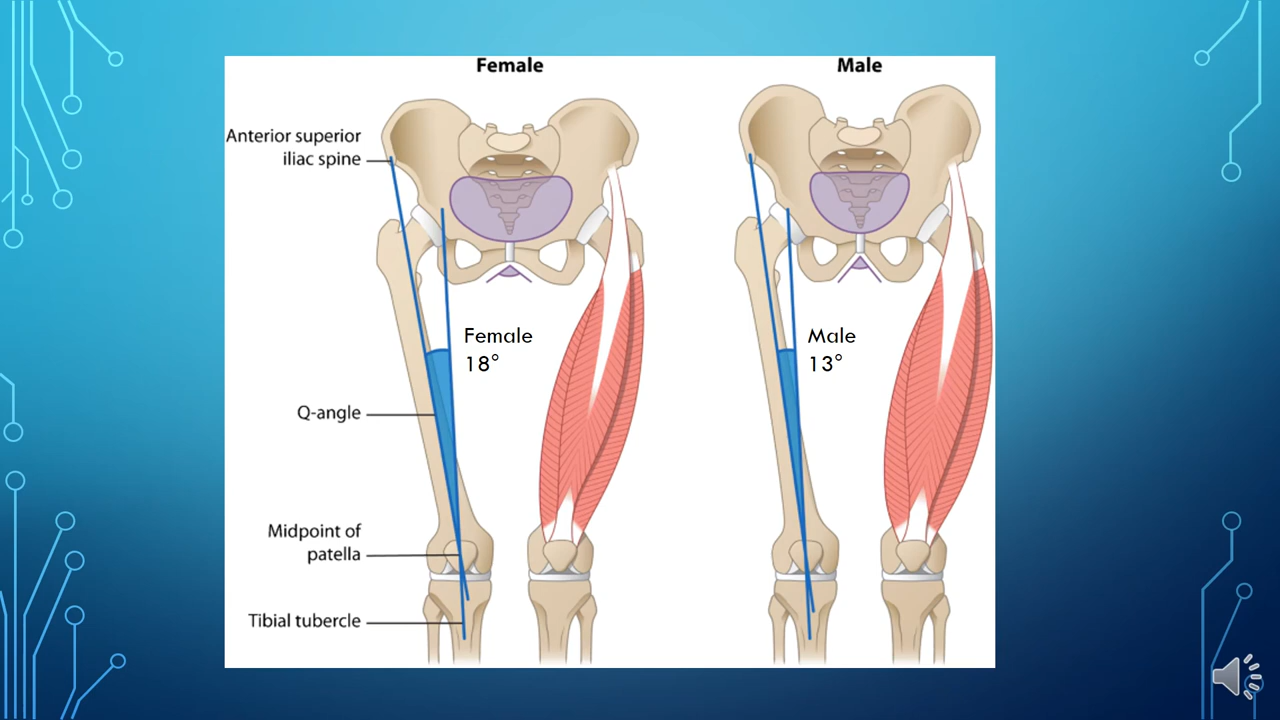 Female
Male
Anterior superior
iliac spine
Female
18°
Male
13°
Q-angle
Midpoint of
patella
Tibial tubercle